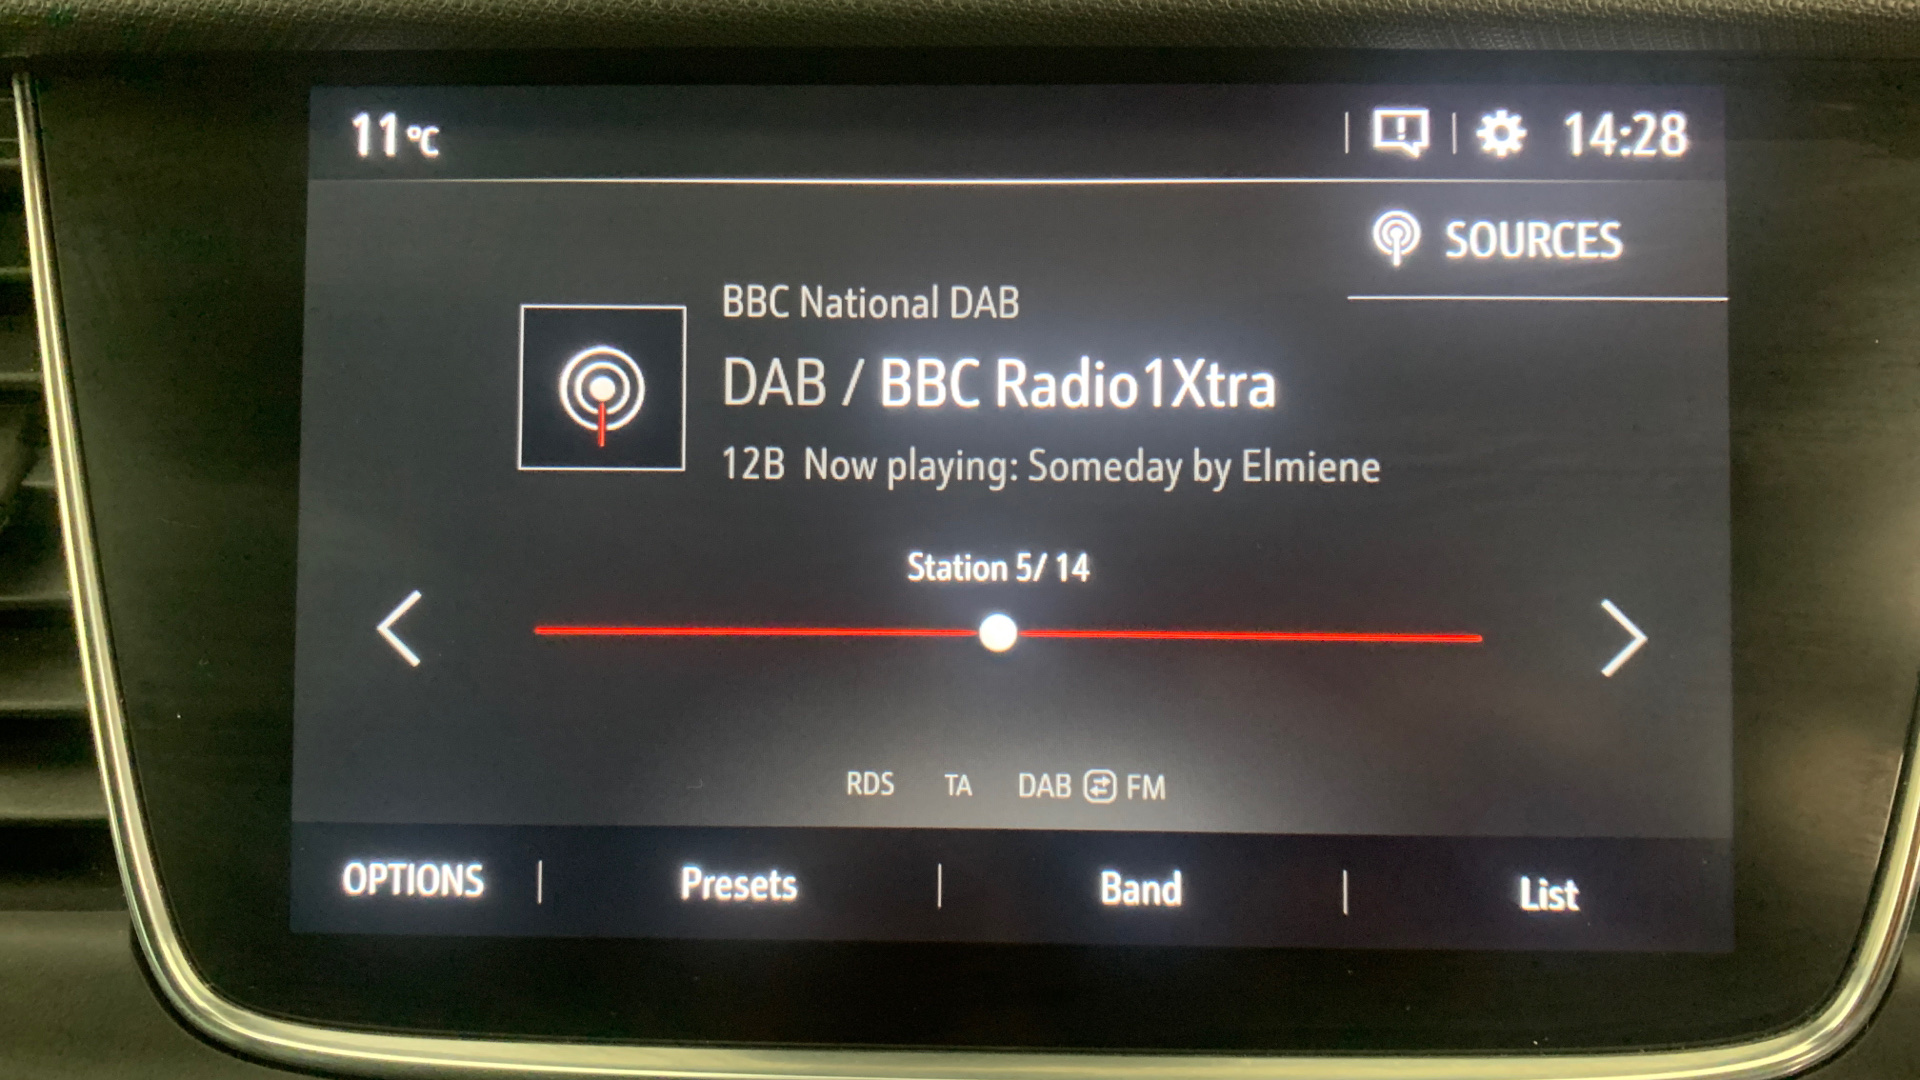 11°C
14:28
SOURCES
BBC National DAB
DAB / BBC Radio1Xtra
12B Now playing: Someday by Elmiene
Station 5/ 14
RDS TA DAB FM
OPTIONS Presets Band List